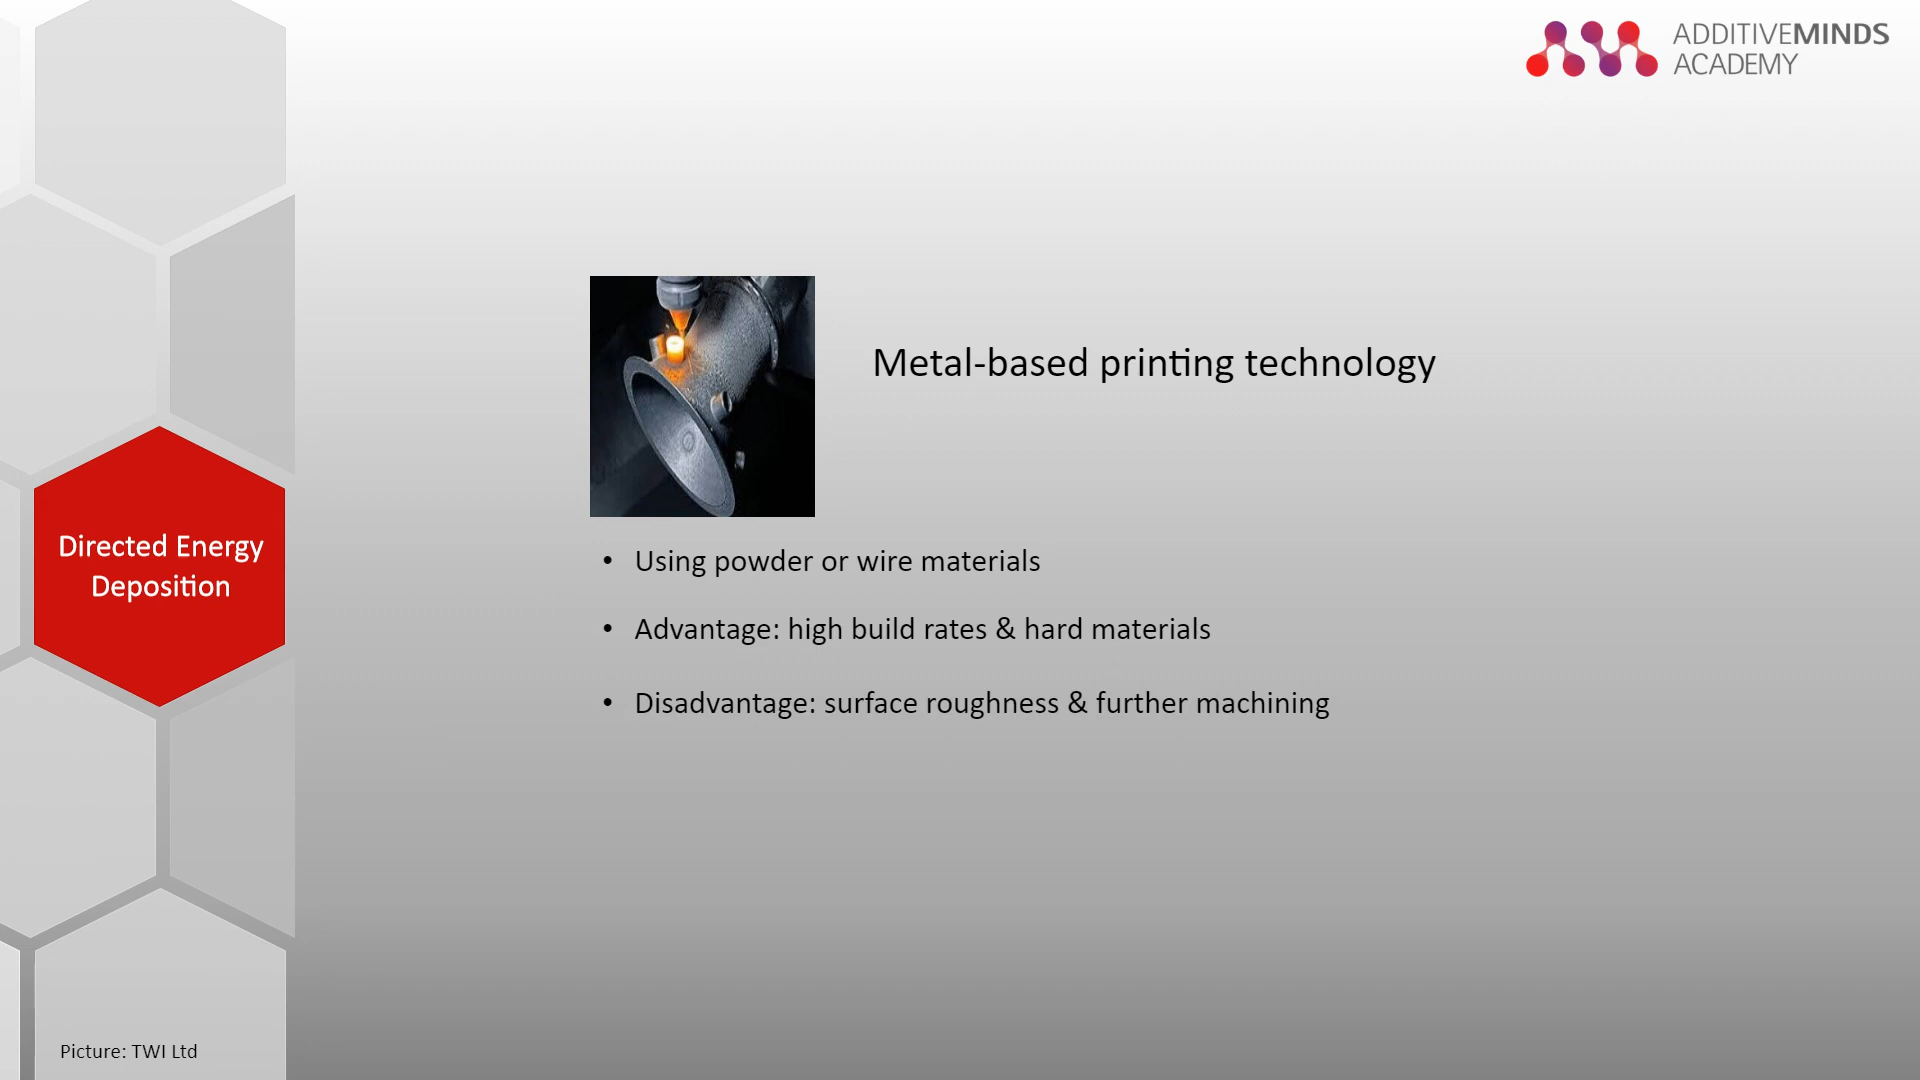 ADDITIVEMINDS
ACADEMY
Metal-based printing technology
Directed Energy
Deposition
• Using powder or wire materials
• Advantage: high build rates & hard materials
• Disadvantage: surface roughness & further machining
Picture: TWI Ltd